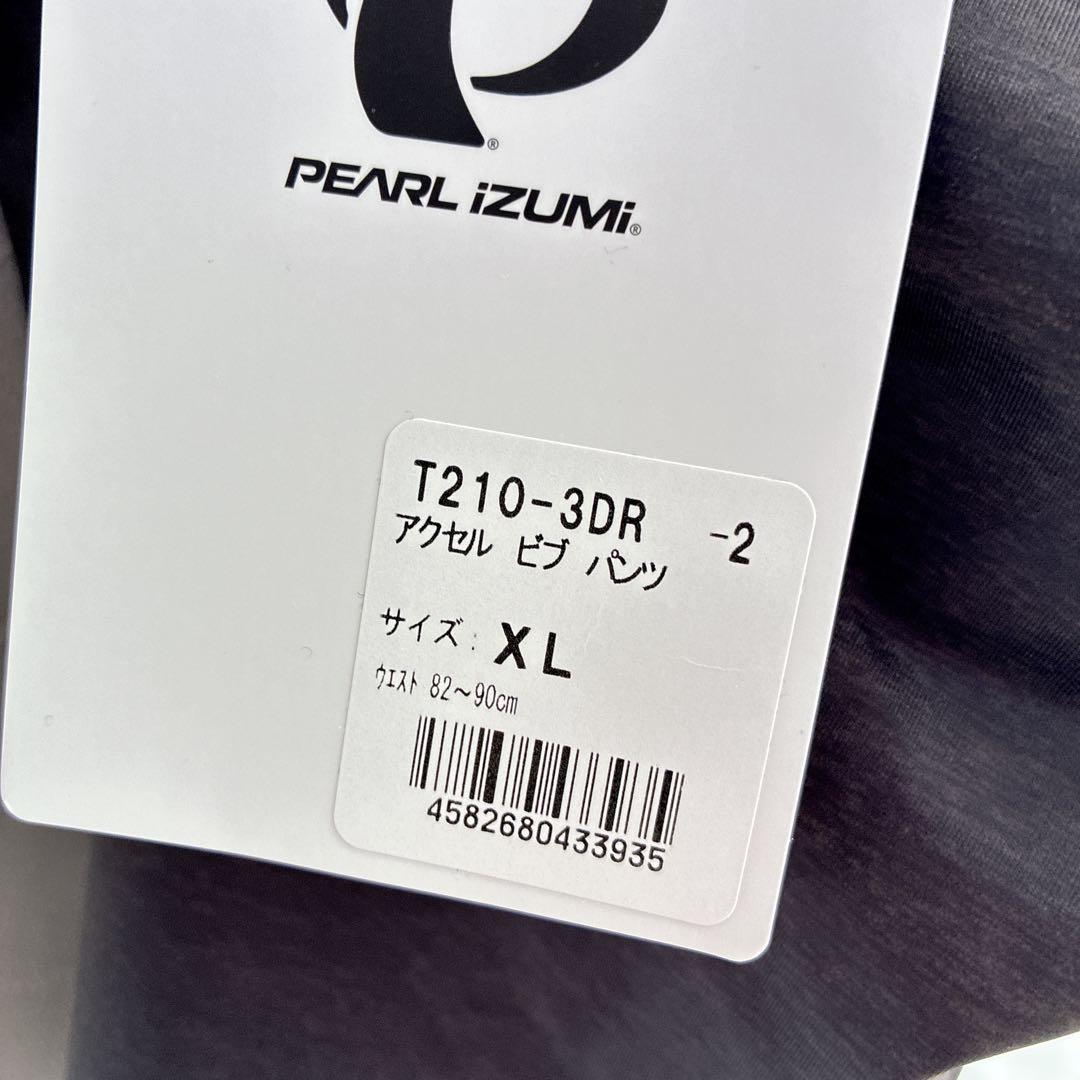 PEARL iZUMi®
T210-3DR -2
アクセル ビブ パンツ
サイズ: XL
ウエスト 82～90cm
4582680433935